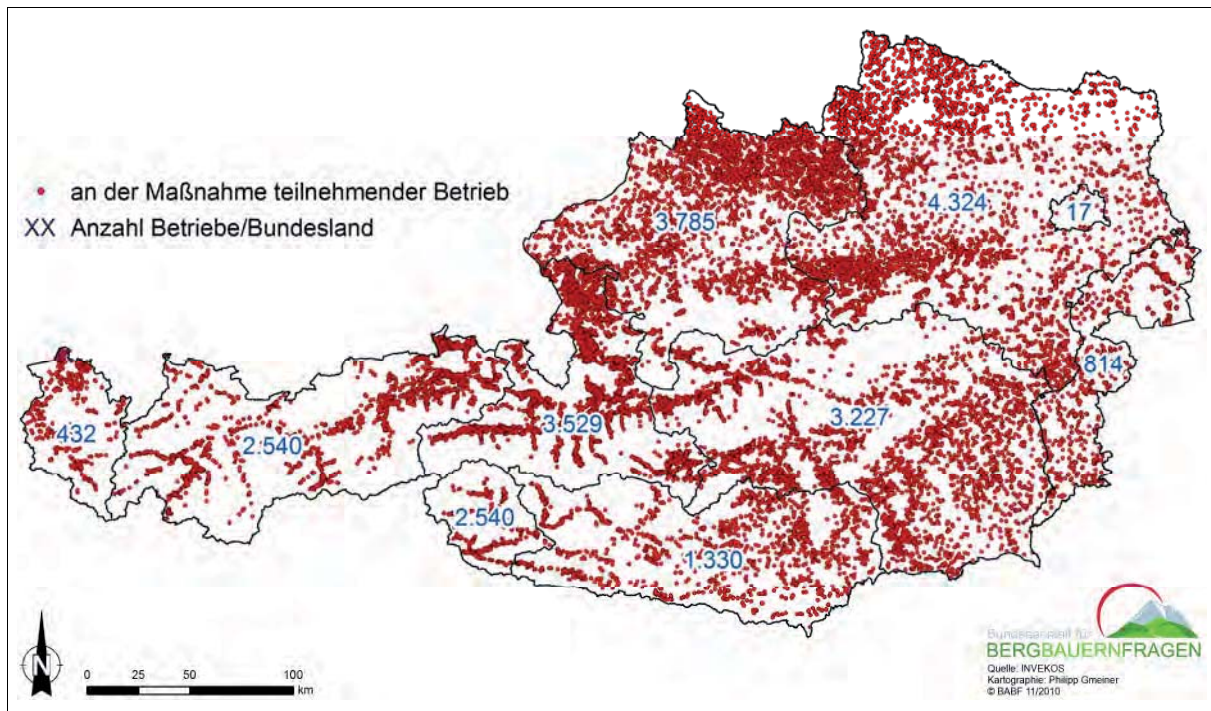 an der Maßnahme teilnehmender Betrieb
XX Anzahl Betriebe/Bundesland
3.785
4.324
17
814
432
2.540
3.529
3.227
2.540
1.330
N
0 25 50 100
km
Bundesanstalt für
BERGBAUERNFRAGEN
Quelle: INVEKOS
Kartographie: Philipp Gmeiner
© BABF 11/2010